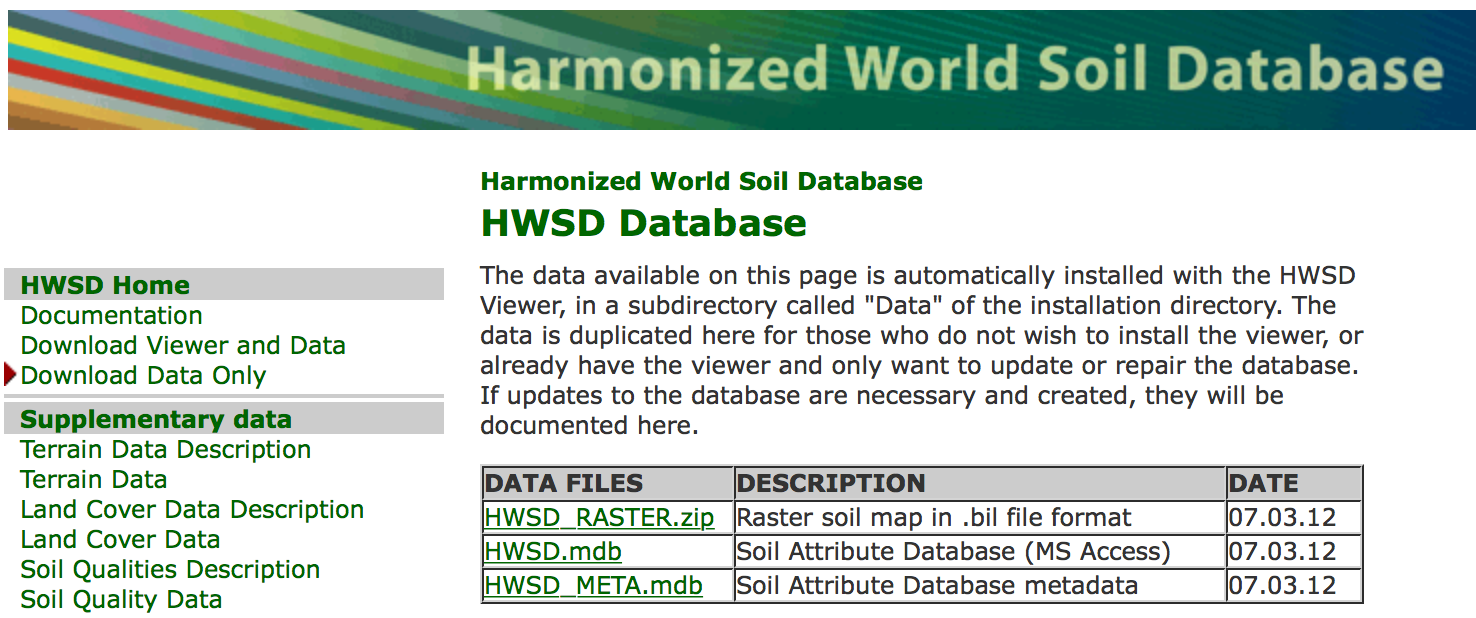 Harmonized World Soil Database
HWSD Home
Documentation
Download Viewer and Data
Download Data Only
Supplementary data
Terrain Data Description
Terrain Data
Land Cover Data Description
Land Cover Data
Soil Qualities Description
Soil Quality Data
Harmonized World Soil Database
HWSD Database
The data available on this page is automatically installed with the HWSD
Viewer, in a subdirectory called "Data" of the installation directory. The
data is duplicated here for those who do not wish to install the viewer, or
already have the viewer and only want to update or repair the database.
If updates to the database are necessary and created, they will be
documented here.
DATA FILES DESCRIPTION DATE
HWSD_RASTER.zip Raster soil map in .bil file format 07.03.12
HWSD.mdb Soil Attribute Database (MS Access) 07.03.12
HWSD_META.mdb Soil Attribute Database metadata 07.03.12